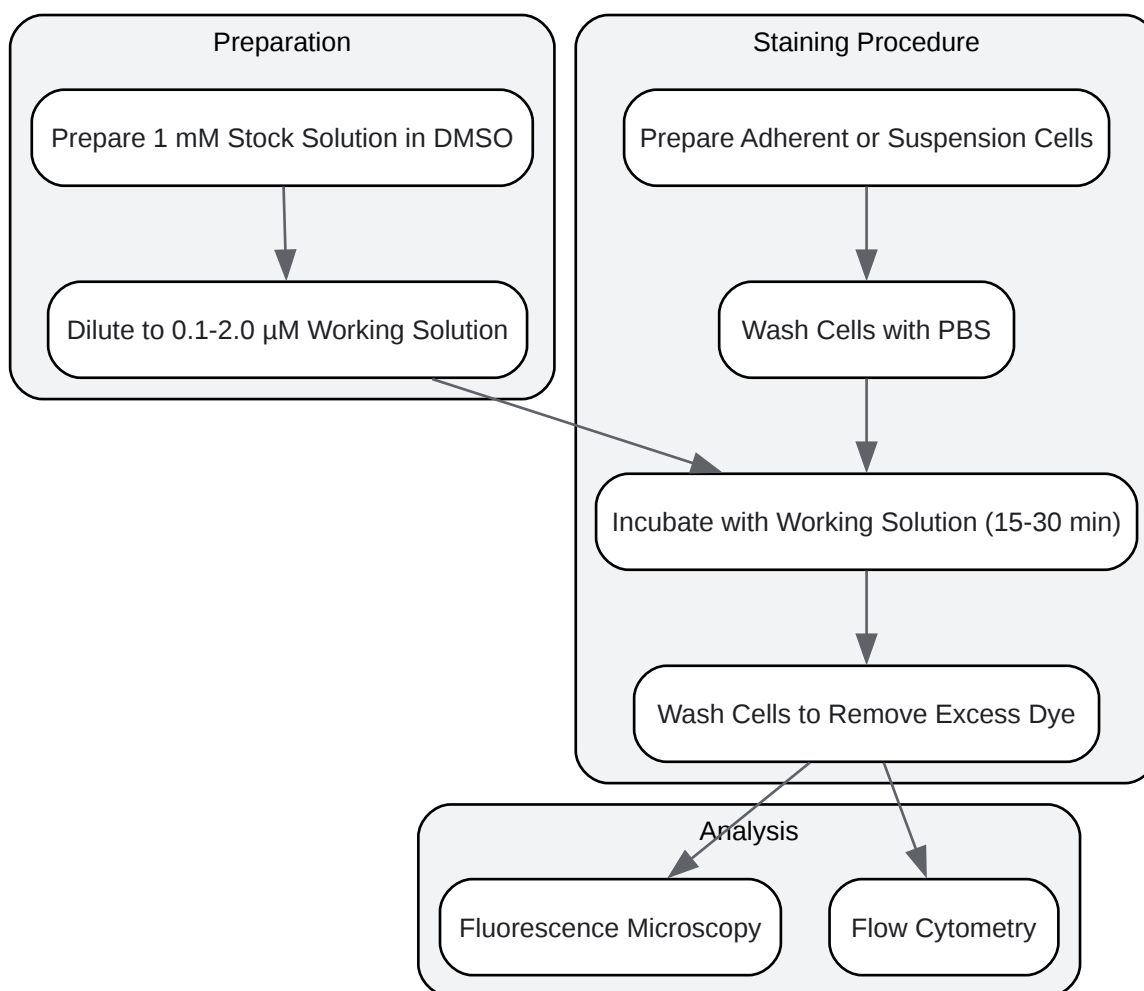 Preparation
Prepare 1 mM Stock Solution in DMSO
Dilute to 0.1-2.0 µM Working Solution
Staining Procedure
Prepare Adherent or Suspension Cells
Wash Cells with PBS
Incubate with Working Solution (15-30 min)
Wash Cells to Remove Excess Dye
Analysis
Fluorescence Microscopy
Flow Cytometry